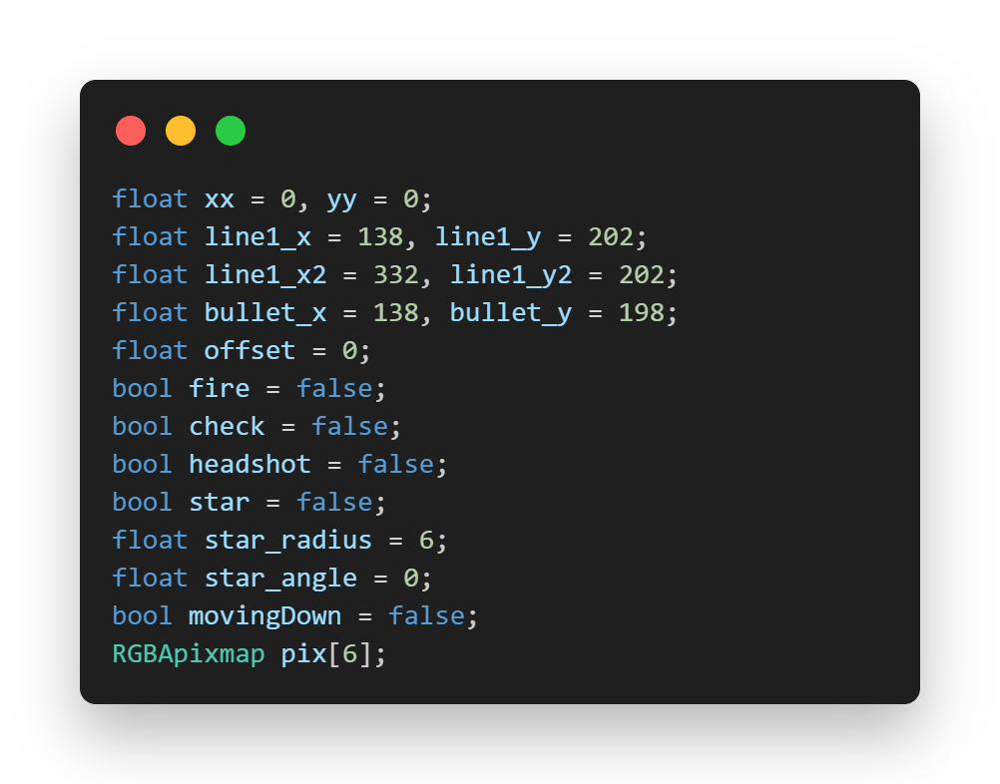 float xx = 0, yy = 0;
float line1_x = 138, line1_y = 202;
float line1_x2 = 332, line1_y2 = 202;
float bullet_x = 138, bullet_y = 198;
float offset = 0;
bool fire = false;
bool check = false;
bool headshot = false;
bool star = false;
float star_radius = 6;
float star_angle = 0;
bool movingDown = false;
RGBApixmap pix[6];